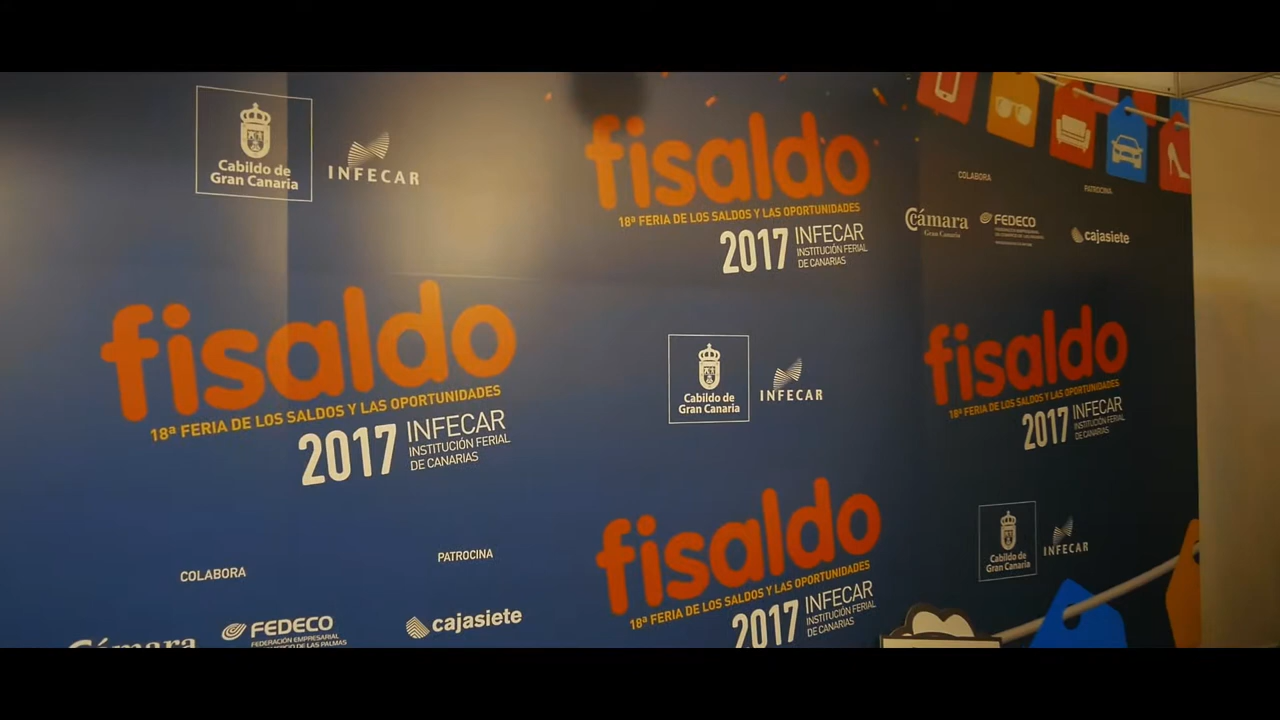 Cabildo de
Gran Canaria
INFECAR
fisaldo
18ª FERIA DE LOS SALDOS Y LAS OPORTUNIDADES
2017
INFECAR
INSTITUCIÓN FERIAL
DE CANARIAS
COLABORA
PATROCINA
Cámara
Gran Canaria
FEDECO
cajasiete
fisaldo
18ª FERIA DE LOS SALDOS Y LAS OPORTUNIDADES
2017
INFECAR
INSTITUCIÓN FERIAL
DE CANARIAS
Cabildo de
Gran Canaria
INFECAR
fisaldo
18ª FERIA DE LOS SALDOS Y LAS OPORTUNIDADES
2017
INFECAR
INSTITUCIÓN FERIAL
DE CANARIAS
fisaldo
18ª FERIA DE LOS SALDOS Y LAS OPORTUNIDADES
2017
INFECAR
INSTITUCIÓN FERIAL
DE CANARIAS
Cabildo de
Gran Canaria
INFECAR
COLABORA
PATROCINA
Cámara
FEDECO
FEDERACIÓN EMPRESARIAL
cajasiete